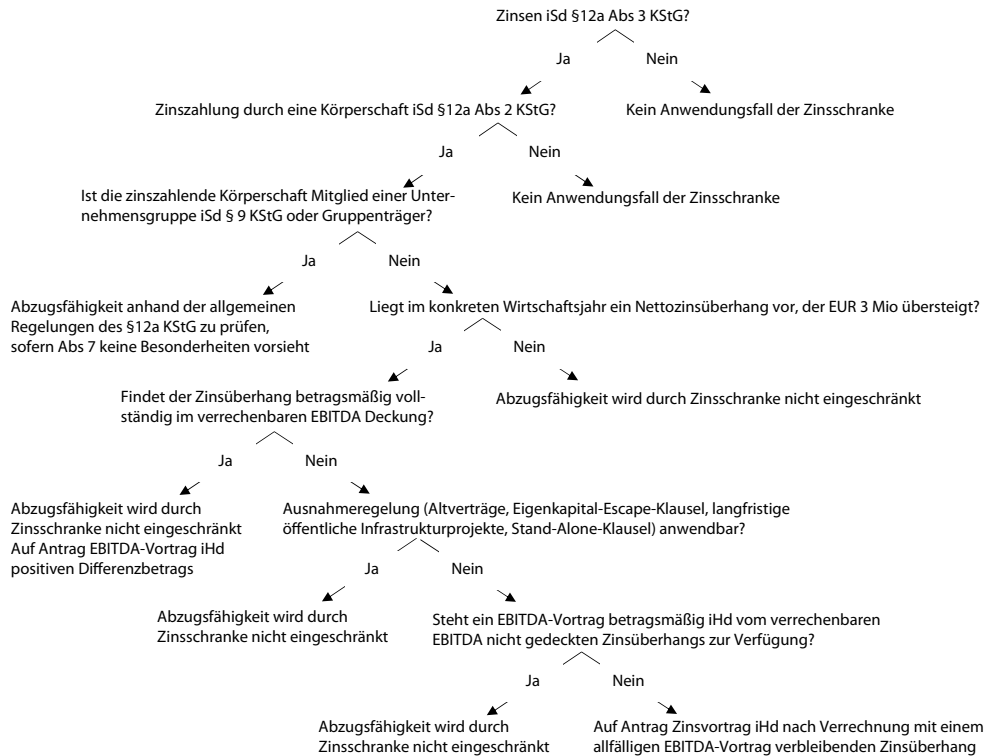 Zinsen iSd §12a Abs 3 KStG?
Ja
Nein
Zinszahlung durch eine Körperschaft iSd §12a Abs 2 KStG?
Kein Anwendungsfall der Zinsschranke
Ja
Nein
Ist die zinszahlende Körperschaft Mitglied einer Unter-
nehmensgruppe iSd § 9 KStG oder Gruppenträger?
Kein Anwendungsfall der Zinsschranke
Ja
Nein
Abzugsfähigkeit anhand der allgemeinen
Regelungen des §12a KStG zu prüfen,
sofern Abs 7 keine Besonderheiten vorsieht
Liegt im konkreten Wirtschaftsjahr ein Nettozinsüberhang vor, der EUR 3 Mio übersteigt?
Ja
Nein
Findet der Zinsüberhang betragsmäßig voll-
ständig im verrechenbaren EBITDA Deckung?
Abzugsfähigkeit wird durch Zinsschranke nicht eingeschränkt
Ja
Nein
Abzugsfähigkeit wird durch
Zinsschranke nicht eingeschränkt
Auf Antrag EBITDA-Vortrag iHd
positiven Differenzbetrags
Ausnahmeregelung (Altverträge, Eigenkapital-Escape-Klausel, langfristige
öffentliche Infrastrukturprojekte, Stand-Alone-Klausel) anwendbar?
Ja
Nein
Abzugsfähigkeit wird durch
Zinsschranke nicht eingeschränkt
Steht ein EBITDA-Vortrag betragsmäßig iHd vom verrechenbaren
EBITDA nicht gedeckten Zinsüberhangs zur Verfügung?
Ja
Nein
Abzugsfähigkeit wird durch
Zinsschranke nicht eingeschränkt
Auf Antrag Zinsvortrag iHd nach Verrechnung mit einem
allfälligen EBITDA-Vortrag verbleibenden Zinsüberhang